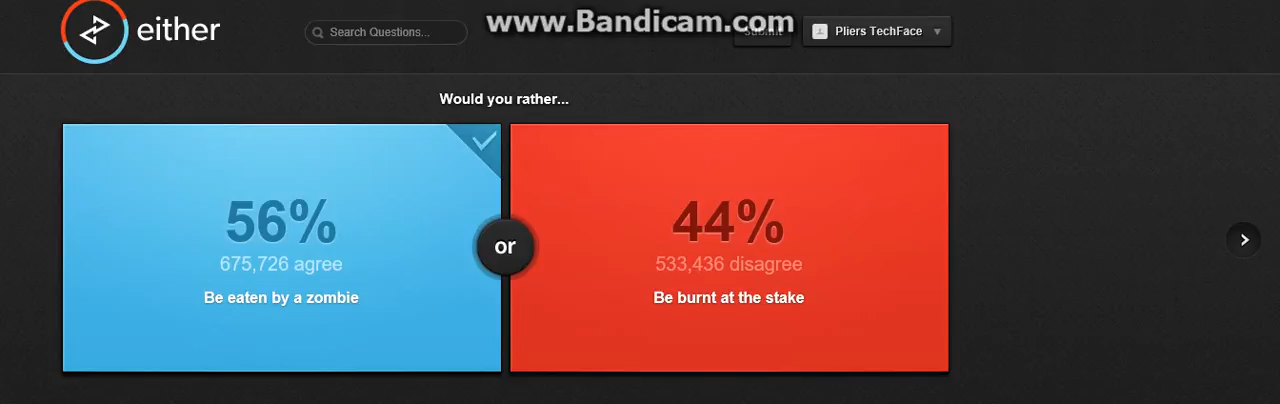 www.Bandicam.com
either
Search Questions...
Submit
Pliers TechFace
Would you rather...
56%
675,726 agree
Be eaten by a zombie
or
44%
533,436 disagree
Be burnt at the stake